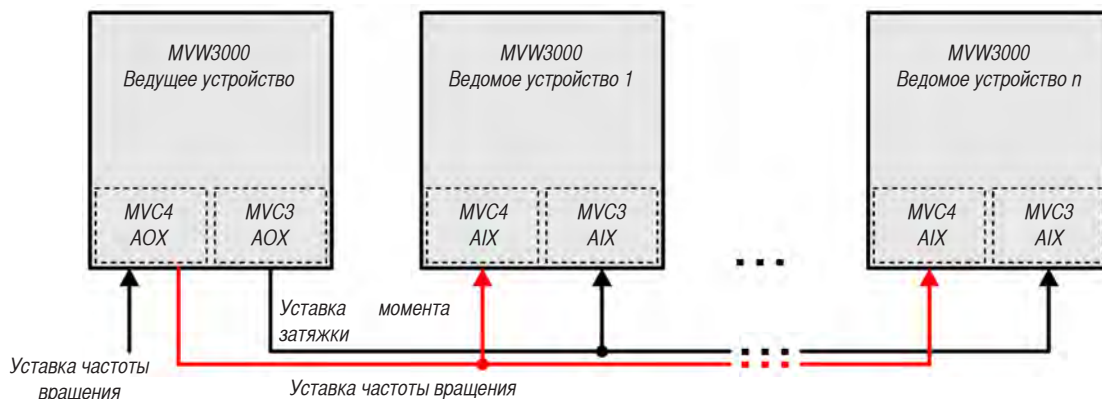 MVW3000
Ведущее устройство
MVW3000
Ведомое устройство 1
MVW3000
Ведомое устройство n
MVC4
AOX
MVC3
AOX
MVC4
AIX
MVC3
AIX
MVC4
AIX
MVC3
AIX
Уставка момента
затяжки
Уставка частоты
вращения
Уставка частоты вращения